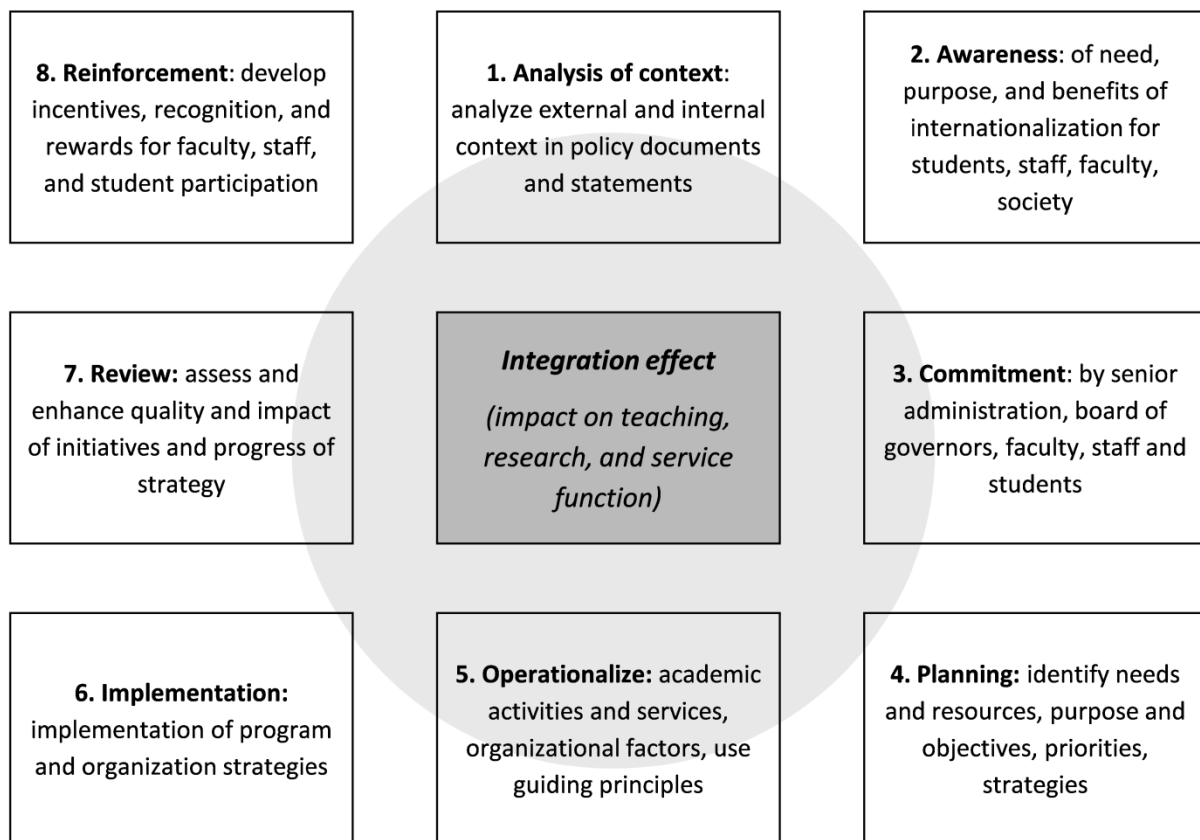 8. Reinforcement: develop
incentives, recognition, and
rewards for faculty, staff,
and student participation
1. Analysis of context:
analyze external and internal
context in policy documents
and statements
2. Awareness: of need,
purpose, and benefits of
internationalization for
students, staff, faculty,
society
7. Review: assess and
enhance quality and impact
of initiatives and progress of
strategy
Integration effect
(impact on teaching,
research, and service
function)
3. Commitment: by senior
administration, board of
governors, faculty, staff and
students
6. Implementation:
implementation of program
and organization strategies
5. Operationalize: academic
activities and services,
organizational factors, use
guiding principles
4. Planning: identify needs
and resources, purpose and
objectives, priorities,
strategies